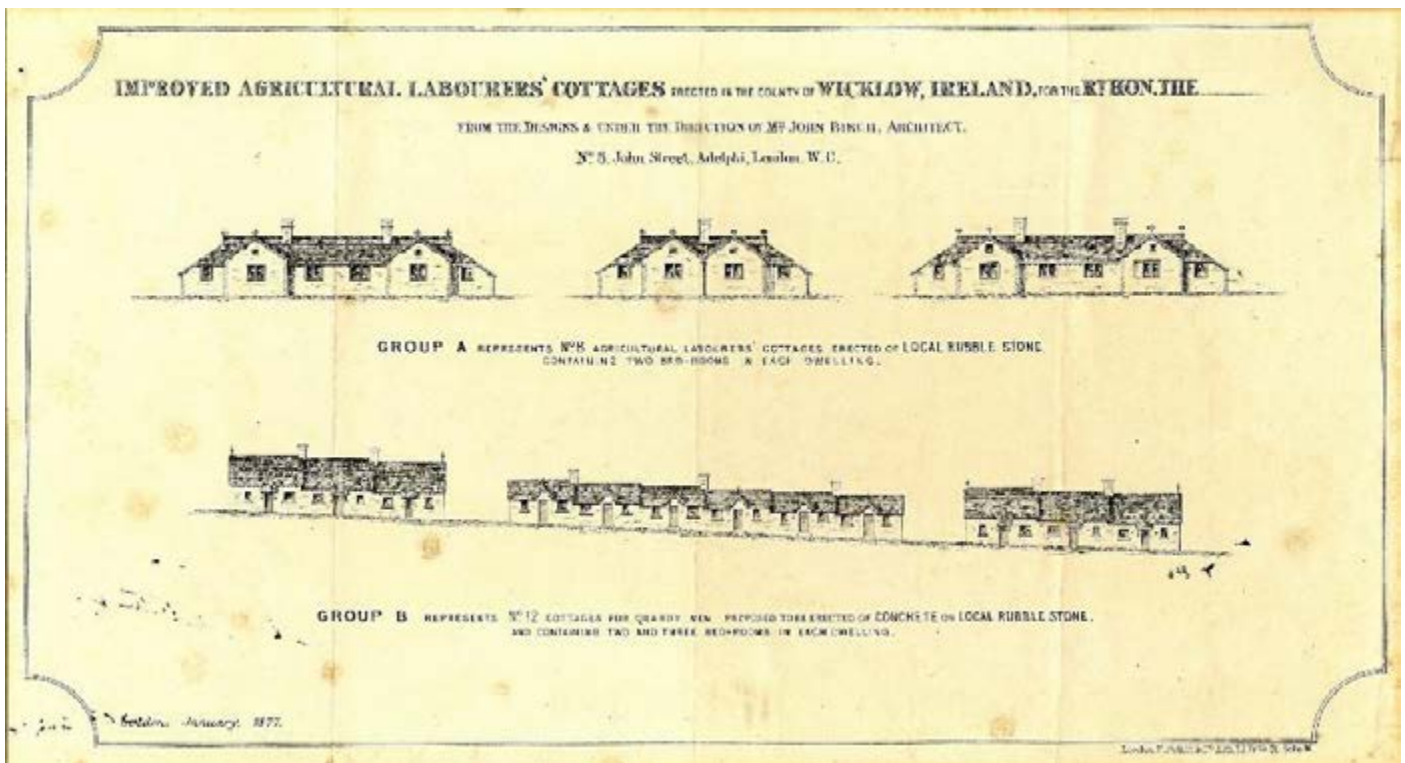 IMPROVED AGRICULTURAL LABOURERS' COTTAGES ERECTED IN THE COUNTY OF WICKLOW, IRELAND, FOR THE RT HON. THE
FROM THE DESIGNS & UNDER THE DIRECTION OF MR JOHN BIRCH, ARCHITECT.
No 8, John Street, Adelphi, London. W.C.
GROUP A REPRESENTS No 8 AGRICULTURAL LABOURERS' COTTAGES ERECTED OF LOCAL RUBBLE STONE
CONTAINING TWO BED-ROOMS IN EACH DWELLING.
GROUP B REPRESENTS No 12 COTTAGES FOR QUARRY MEN PROPOSED TO BE ERECTED OF CONCRETE OR LOCAL RUBBLE STONE.
AND CONTAINING TWO AND THREE BED-ROOMS IN EACH DWELLING.
January, 1877.
London